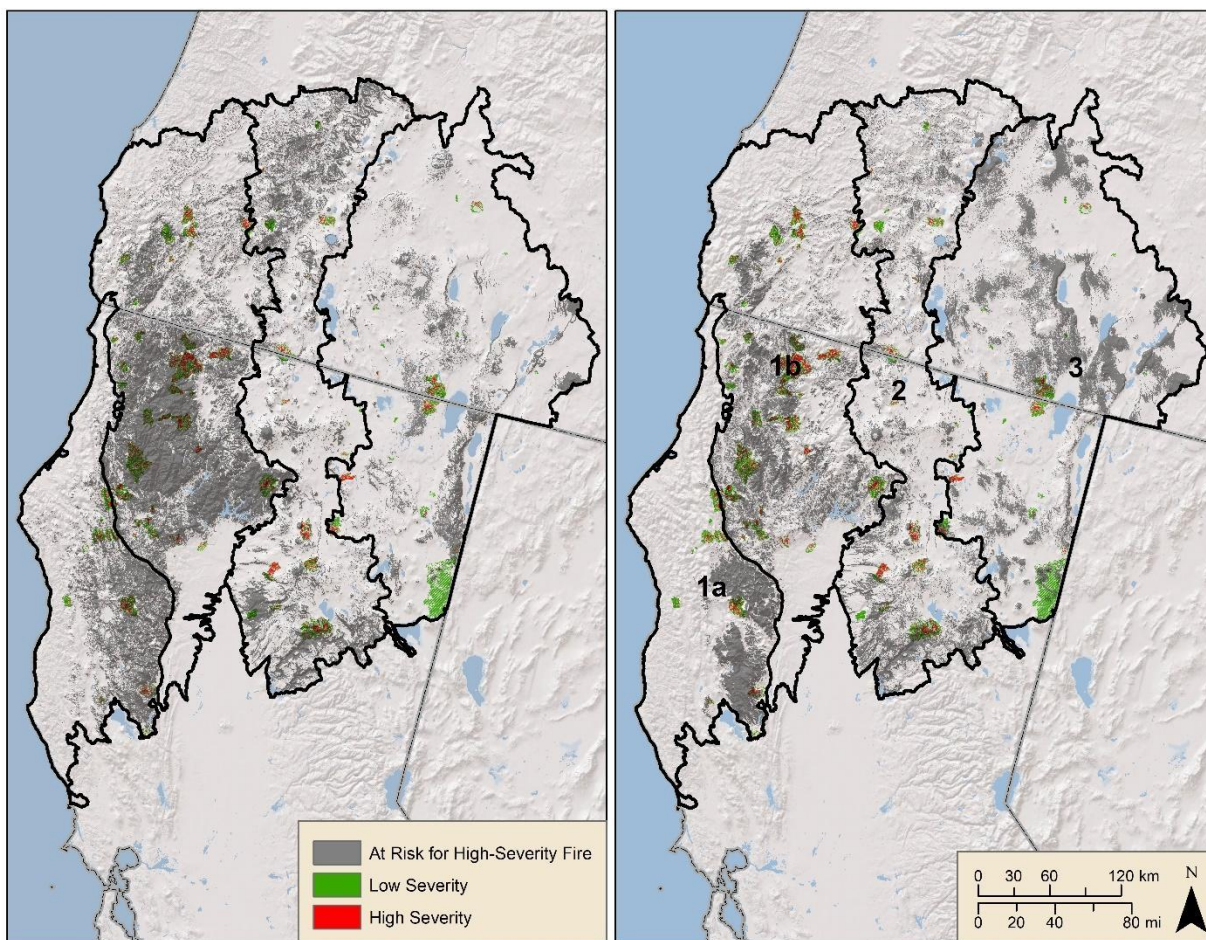 1b
2
3
1a
At Risk for High-Severity Fire
Low Severity
High Severity
0 30 60 120 km
0 20 40 80 mi
N